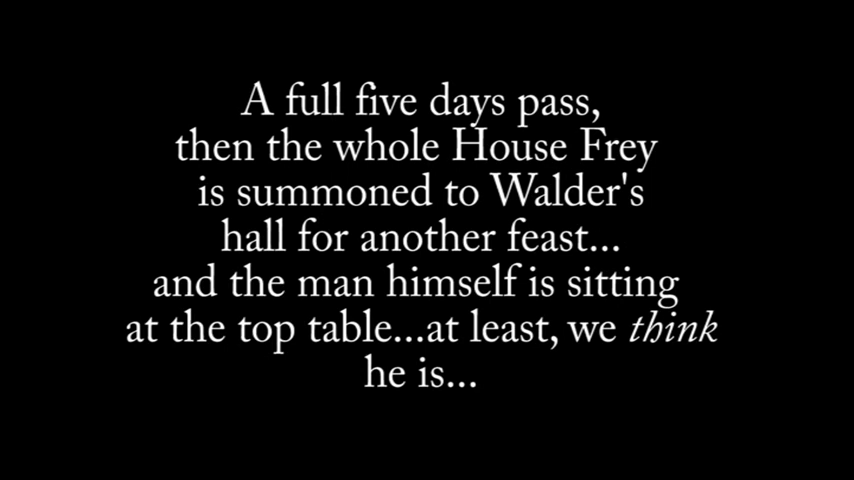 A full five days pass,
then the whole House Frey
is summoned to Walder's
hall for another feast...
and the man himself is sitting
at the top table...at least, we think
he is...